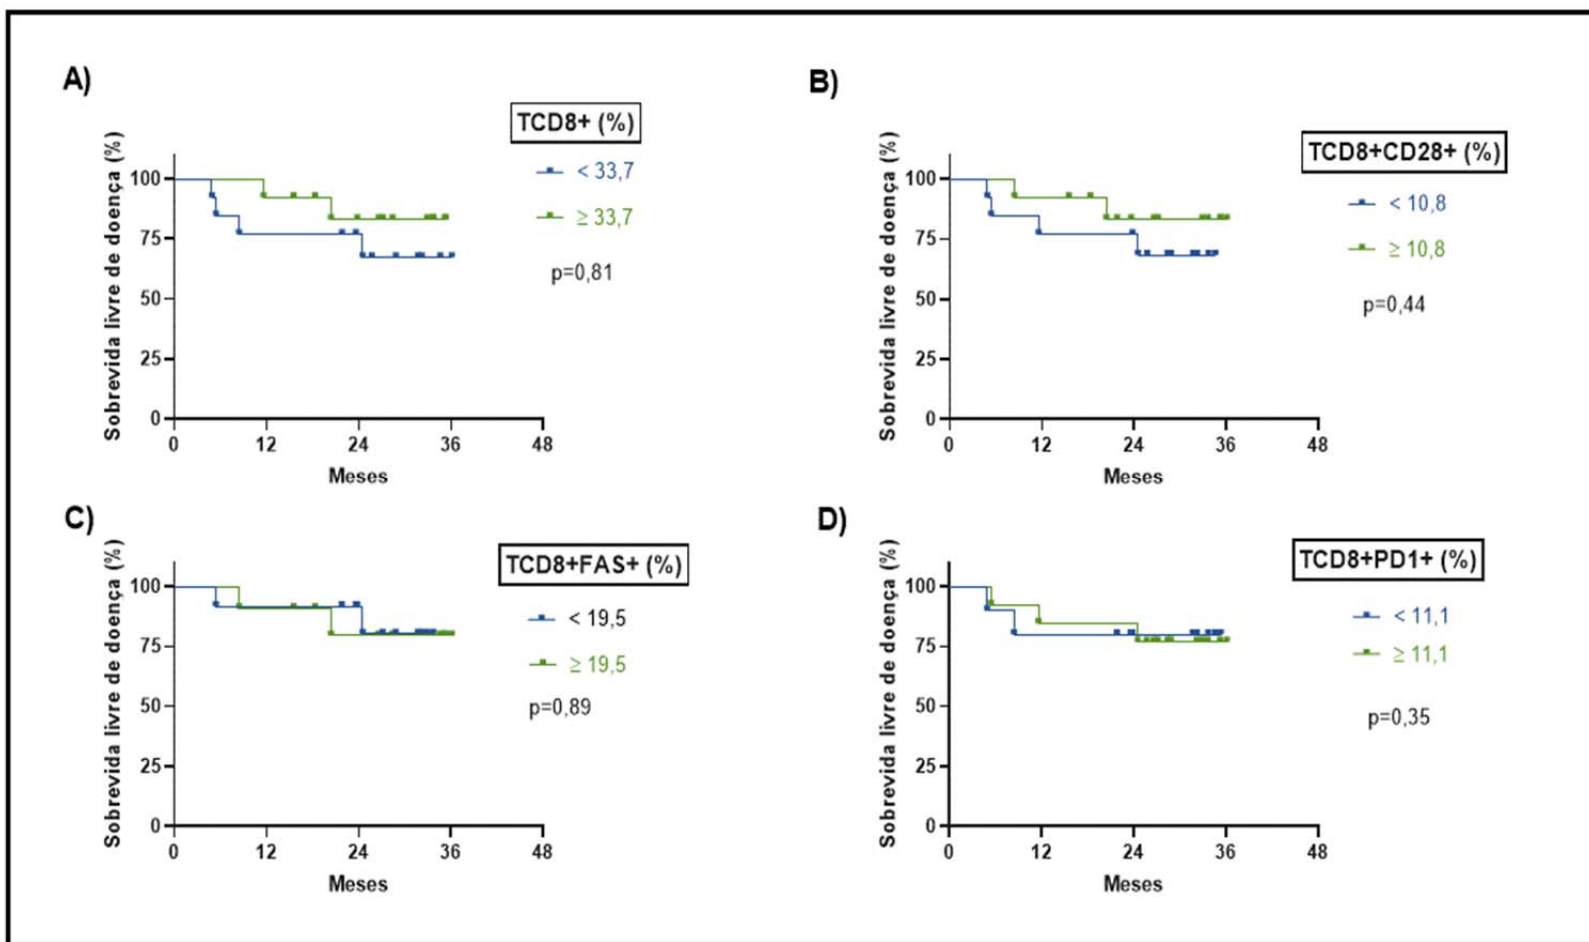 A)
TCD8+ (%)
< 33,7
≥ 33,7
p=0,81
Sobrevida livre de doença (%)
100
75
50
25
0
0 12 24 36 48
Meses
B)
TCD8+CD28+ (%)
< 10,8
≥ 10,8
p=0,44
Sobrevida livre de doença (%)
100
75
50
25
0
0 12 24 36 48
Meses
C)
TCD8+FAS+ (%)
< 19,5
≥ 19,5
p=0,89
Sobrevida livre de doença (%)
100
75
50
25
0
0 12 24 36 48
Meses
D)
TCD8+PD1+ (%)
< 11,1
≥ 11,1
p=0,35
Sobrevida livre de doença (%)
100
75
50
25
0
0 12 24 36 48
Meses